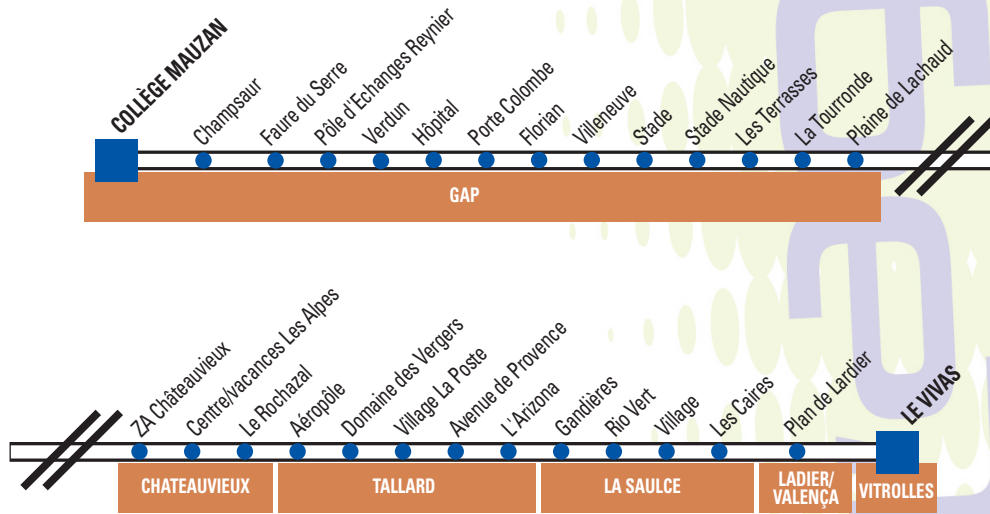 COLLÈGE MAUZAN
Champsaur
Faure du Serre
Pôle d'Echanges Reynier
Verdun
Hôpital
Porte Colombe
Florian
Villeneuve
Stade
Stade Nautique
Les Terrasses
La Tourronde
Plaine de Lachaud
GAP
ZA Châteauvieux
Centre/vacances Les Alpes
Le Rochazal
Aéropôle
Domaine des Vergers
Village La Poste
Avenue de Provence
L'Arizona
Gandières
Rio Vert
Village
Les Caires
Plan de Lardier
LE VIVAS
CHATEAUVIEUX
TALLARD
LA SAULCE
LADIER/
VALENÇA
VITROLLES